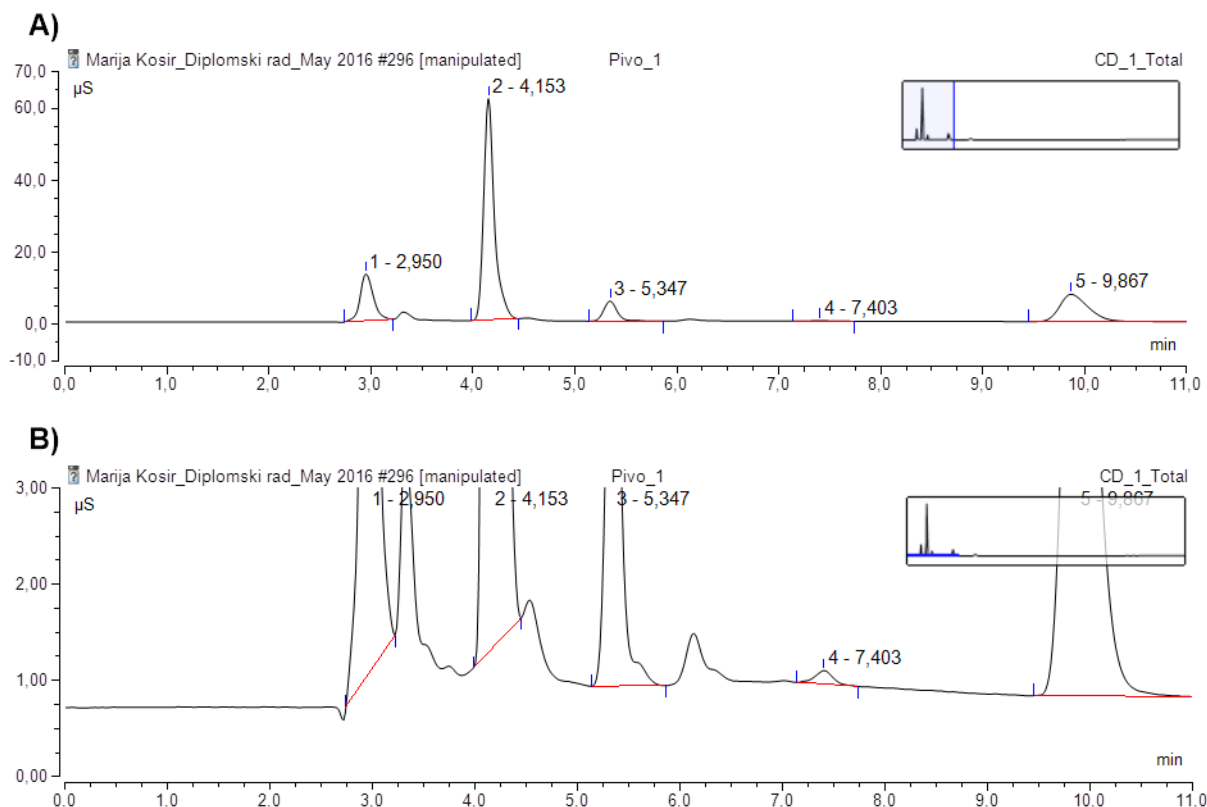 A)
Marija Kosir_Diplomski rad_May 2016 #296 [manipulated] Pivo_1 CD_1_Total
70,0
µS
60,0
40,0
20,0
0,0
-10,0
1 - 2,950
2 - 4,153
3 - 5,347
4 - 7,403
5 - 9,867
min
0,0 1,0 2,0 3,0 4,0 5,0 6,0 7,0 8,0 9,0 10,0 11,0
B)
Marija Kosir_Diplomski rad_May 2016 #296 [manipulated] Pivo_1 CD_1_Total
3,00
µS
1 - 2,950 2 - 4,153 3 - 5,347 5 - 9,867
2,00
4 - 7,403
1,00
min
0,00
0.0 1.0 2.0 3.0 4.0 5.0 6.0 7.0 8.0 9.0 10.0 11.0